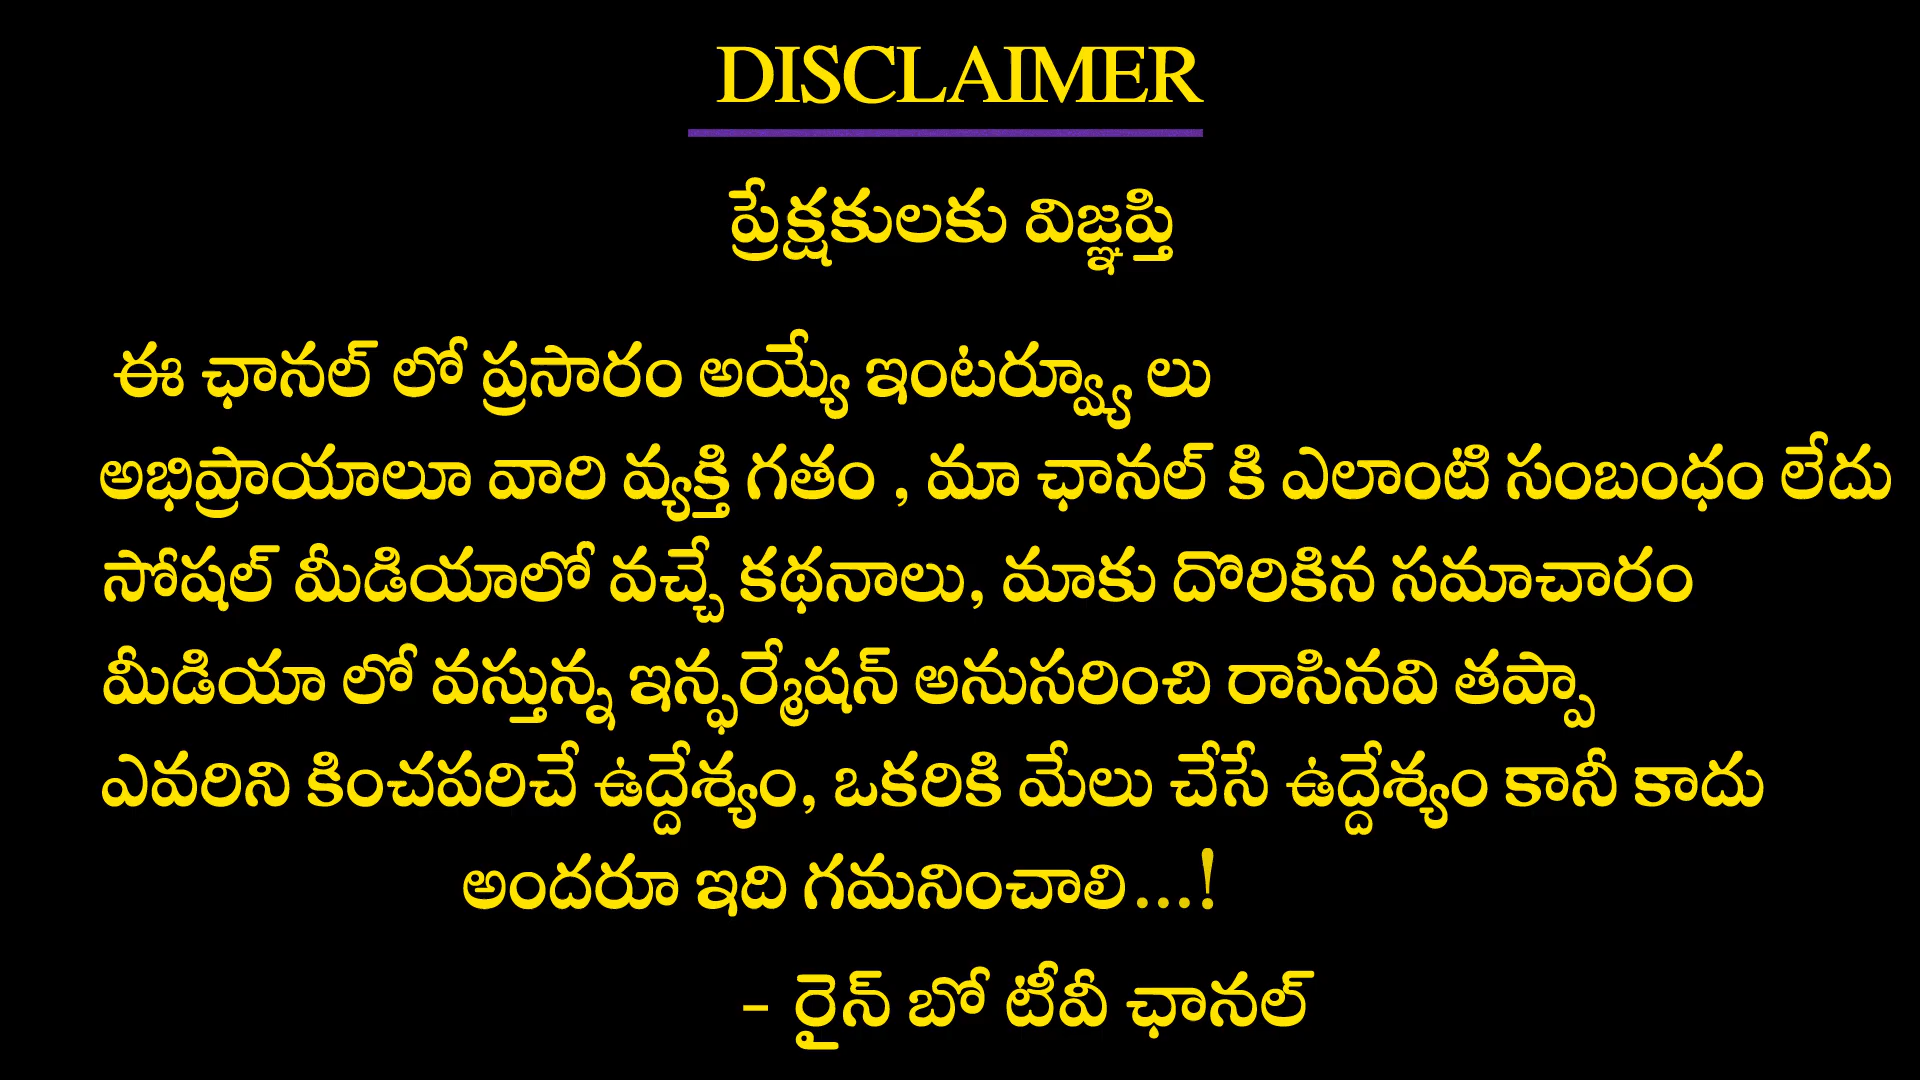 DISCLAIMER
ప్రేక్షకులకు విజ్ఞప్తి
ఈ ఛానల్ లో ప్రసారం అయ్యే ఇంటర్వ్యూ లు
అభిప్రాయాలూ వారి వ్యక్తి గతం , మా ఛానల్ కి ఎలాంటి సంబంధం లేదు
సోషల్ మీడియాలో వచ్చే కథనాలు, మాకు దొరికిన సమాచారం
మీడియా లో వస్తున్న ఇన్ఫర్మేషన్ అనుసరించి రాసినవి తప్పా
ఎవరిని కించపరిచే ఉద్దేశ్యం, ఒకరికి మేలు చేసే ఉద్దేశ్యం కానీ కాదు
అందరూ ఇది గమనించాలి...!
- రైన్ బో టీవీ ఛానల్